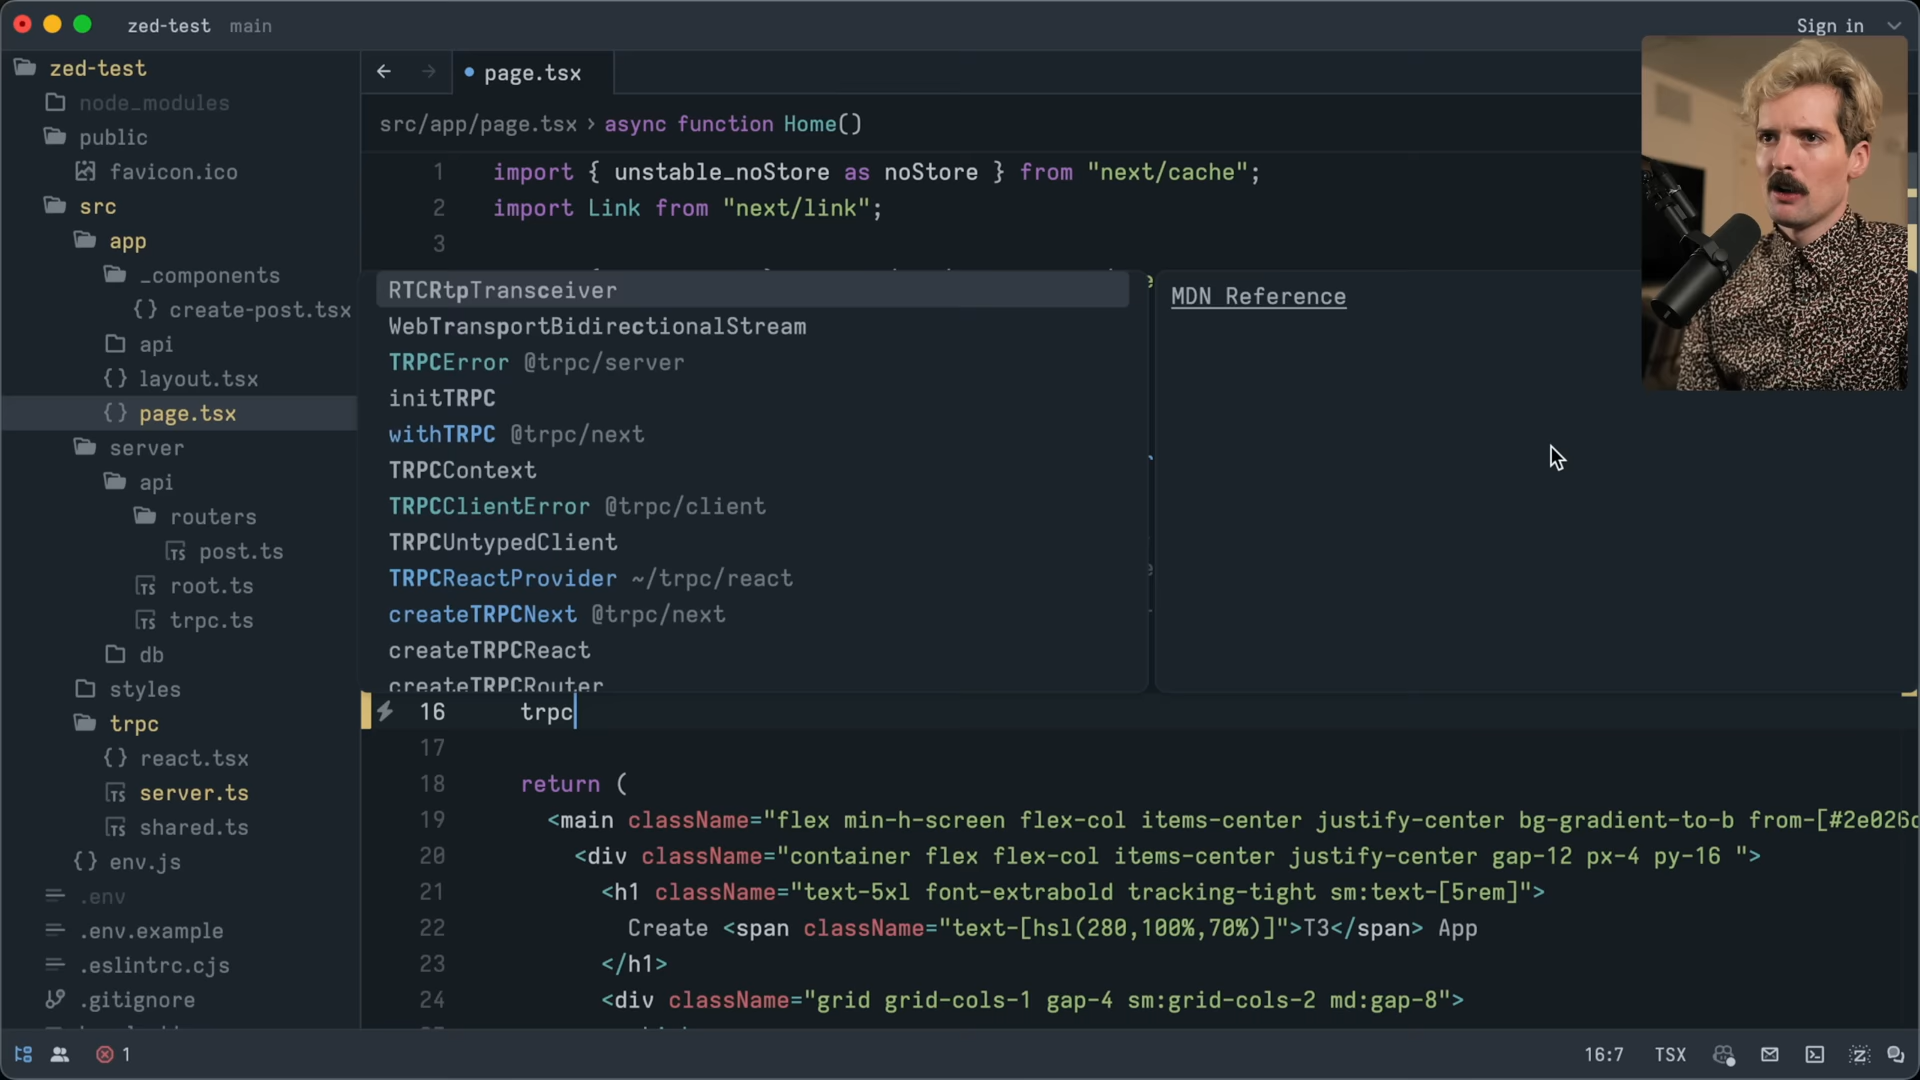 zed-test main
Sign in
zed-test
node_modules
public
favicon.ico
src
app
_components
create-post.tsx
api
layout.tsx
page.tsx
server
api
routers
post.ts
root.ts
trpc.ts
db
styles
trpc
react.tsx
server.ts
shared.ts
env.js
.env
.env.example
.eslintrc.cjs
.gitignore
page.tsx
src/app/page.tsx › async function Home()
1 import { unstable_noStore as noStore } from "next/cache";
2 import Link from "next/link";
3
RTCRtpTransceiver
WebTransportBidirectionalStream
TRPCError @trpc/server
initTRPC
withTRPC @trpc/next
TRPCContext
TRPCClientError @trpc/client
TRPCUntypedClient
TRPCReactProvider ~/trpc/react
createTRPCNext @trpc/next
createTRPCReact
createTRPCRouter
MDN Reference
16 trpc
17
18 return (
19 <main className="flex min-h-screen flex-col items-center justify-center bg-gradient-to-b from-[#2e026d
20 <div className="container flex flex-col items-center justify-center gap-12 px-4 py-16 ">
21 <h1 className="text-5xl font-extrabold tracking-tight sm:text-[5rem]">
22 Create <span className="text-[hsl(280,100%,70%)]">T3</span> App
23 </h1>
24 <div className="grid grid-cols-1 gap-4 sm:grid-cols-2 md:gap-8">
1
16:7 TSX